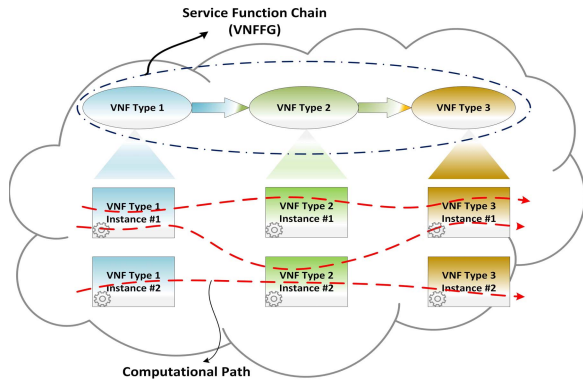 Service Function Chain
(VNFFG)
VNF Type 1
VNF Type 2
VNF Type 3
VNF Type 1
Instance #1
VNF Type 2
Instance #1
VNF Type 3
Instance #1
VNF Type 1
Instance #2
VNF Type 2
Instance #2
VNF Type 3
Instance #2
Computational Path